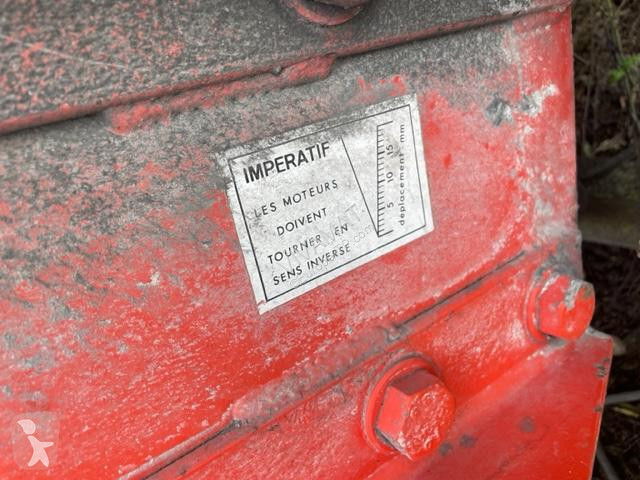 IMPERATIF
LES MOTEURS
DOIVENT
TOURNER EN
SENS INVERSE
5 10 15
déplacement mm